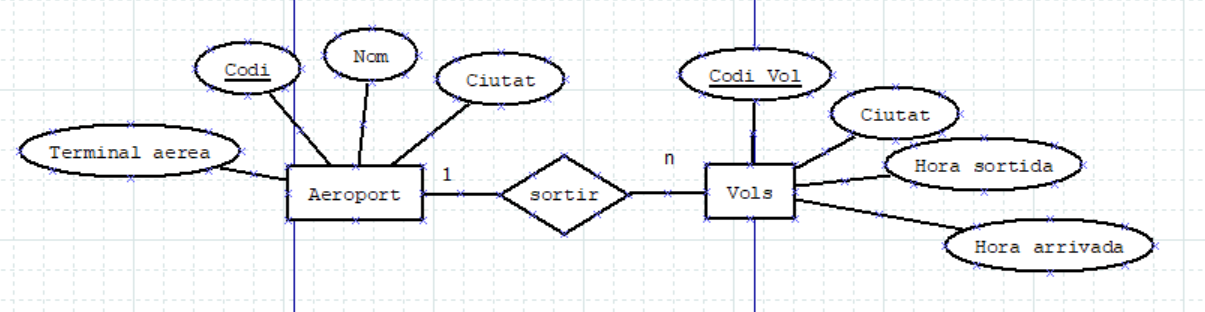 Codi
Nom
Ciutat
Terminal aerea
Aeroport
1
sortir
n
Codi Vol
Ciutat
Hora sortida
Vols
Hora arrivada